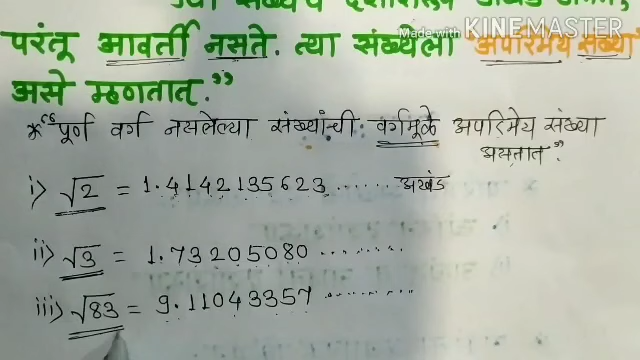 Made with KINEMASTER
परंतू आवर्ती नसते. त्या संख्येला "अपरिमेय संख्या
असे म्हणतात."
* "पूर्ण वर्ग नसलेल्या संख्यांची वर्गमूळे अपरिमेय संख्या
असतात."
i) √2 = 1.4142135623....... अखंड
ii) √3 = 1.73205080.........
iii) √83 = 9.11043357............